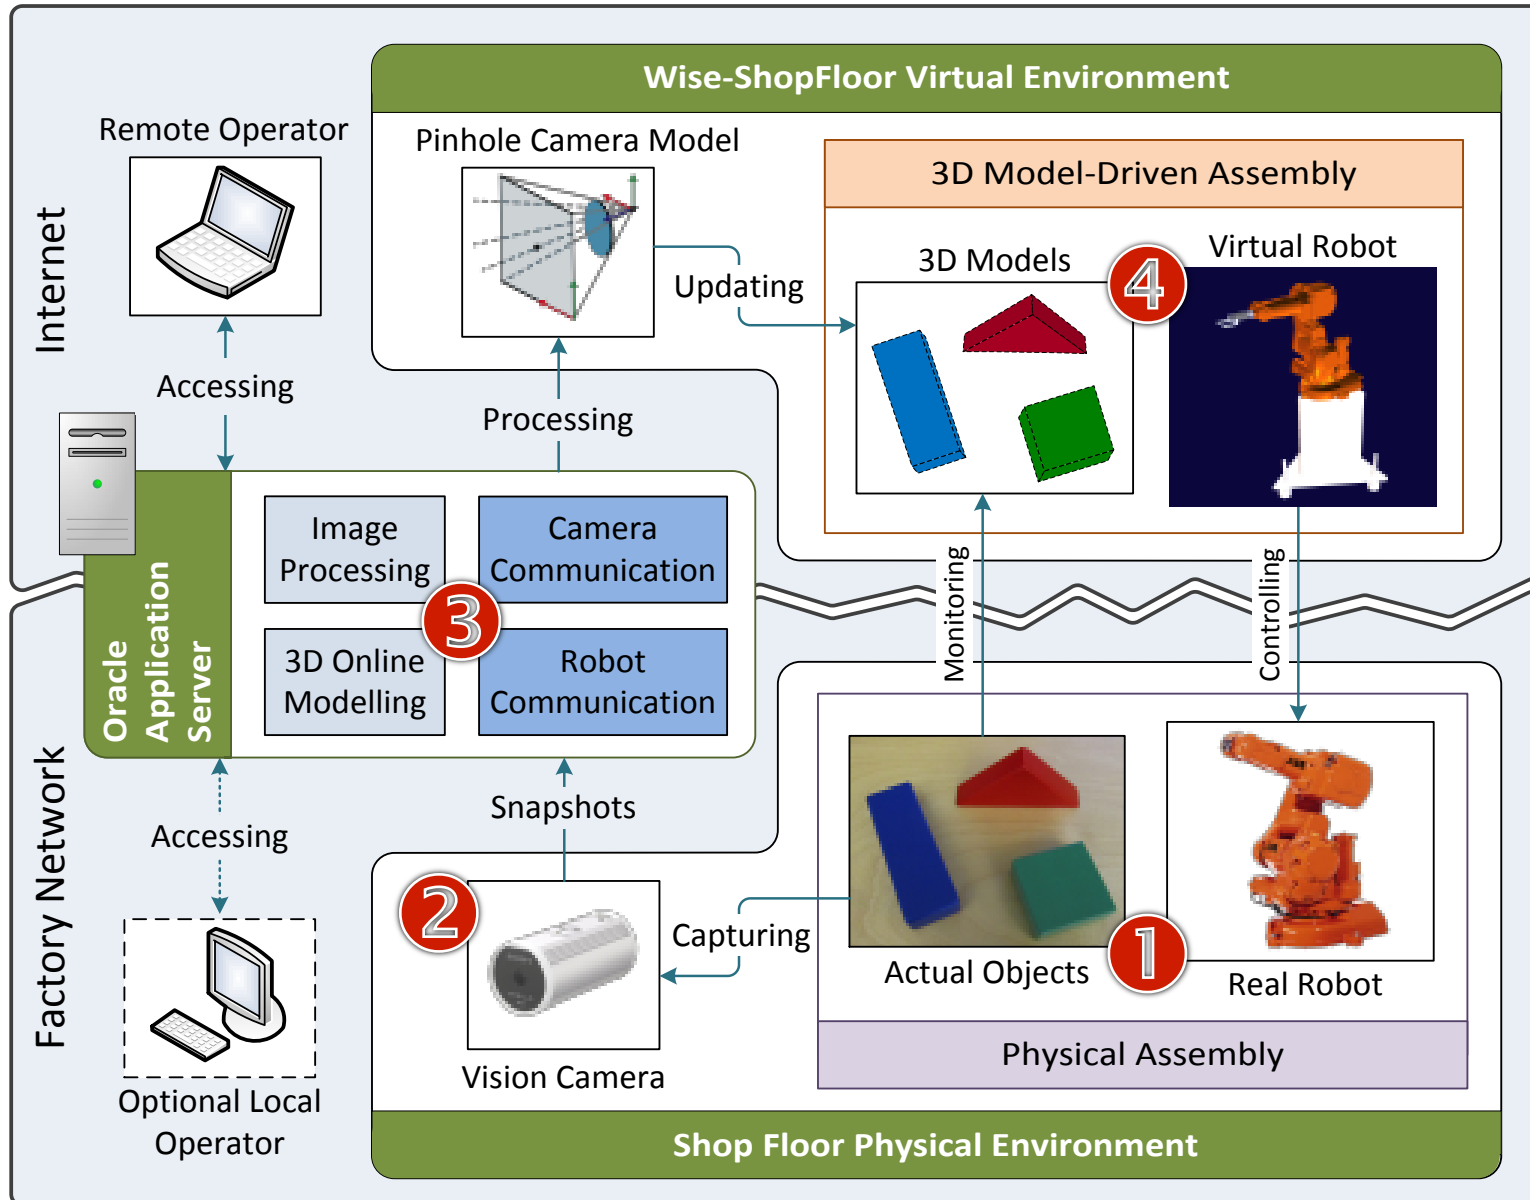 Wise-ShopFloor Virtual Environment
Remote Operator
Pinhole Camera Model
3D Model-Driven Assembly
Internet
3D Models
4
Virtual Robot
Updating
Accessing
Processing
Oracle
Application
Server
Image
Processing
Camera
Communication
3
3D Online
Modelling
Robot
Communication
Monitoring
Controlling
Factory Network
Accessing
Snapshots
2
Capturing
Actual Objects
1
Real Robot
Vision Camera
Physical Assembly
Optional Local
Operator
Shop Floor Physical Environment